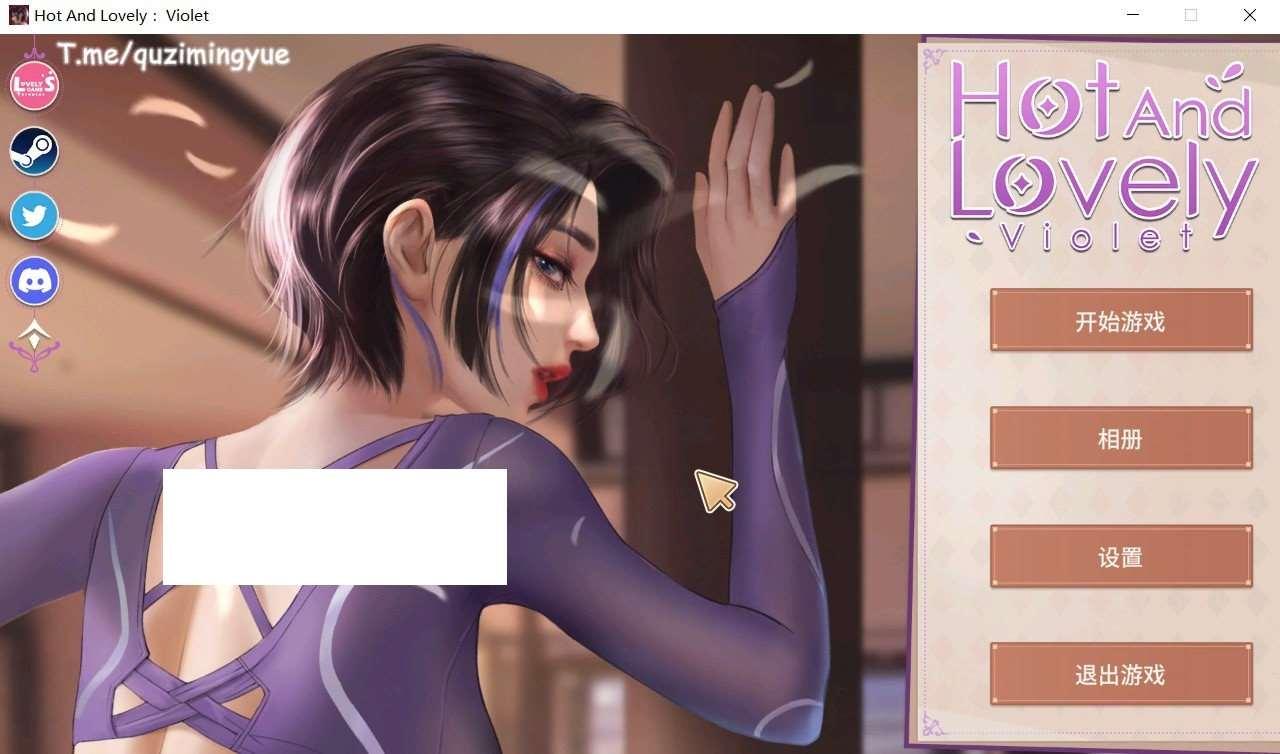 Hot And Lovely： Violet
T.me/quzimingyue
LOVELY GAME'S
STUDIOS
Hot And
Lovely
Violet
开始游戏
相册
设置
退出游戏